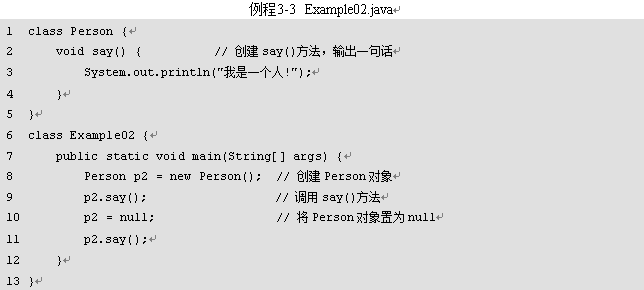 例程3-3 Example02.java↵
1 class Person {↵
2 void say() { // 创建say()方法，输出一句话↵
3 System.out.println("我是一个人!");↵
4 }↵
5 }↵
6 class Example02 {↵
7 public static void main(String[] args) {↵
8 Person p2 = new Person(); // 创建Person对象↵
9 p2.say(); // 调用say()方法↵
10 p2 = null; // 将Person对象置为null↵
11 p2.say();↵
12 }↵
13 }↵